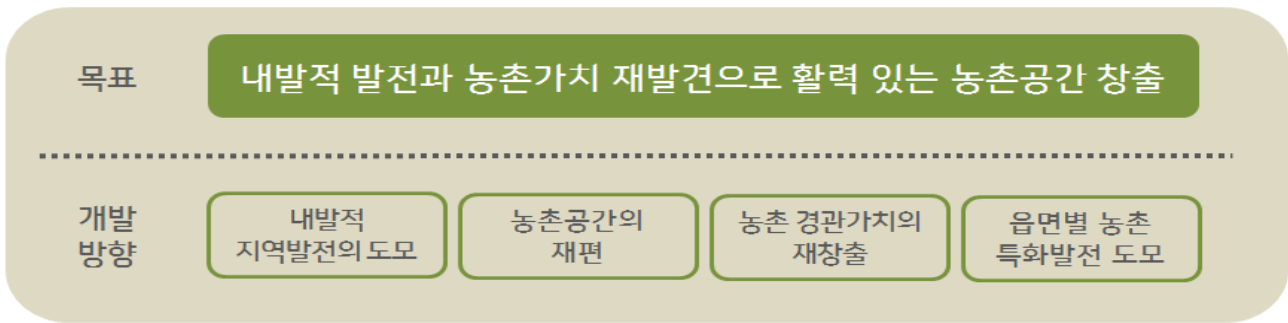 목표
내발적 발전과 농촌가치 재발견으로 활력 있는 농촌공간 창출
개발
방향
내발적
지역발전의 도모
농촌공간의
재편
농촌 경관가치의
재창출
읍면별 농촌
특화발전 도모